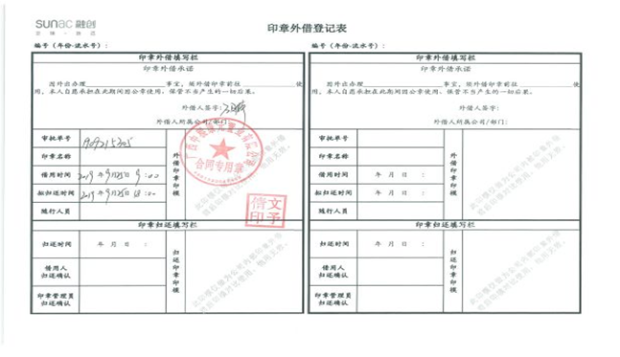 sunac 融创
印章外借登记表
编号(年份-流水号):
编号(年份-流水号):
印章外借填写栏
印章外借承诺
因外出办理 事宜,现外借印章前往 使
用,本人自愿承担在此期间因公章使用、保管不当产生的一切后果。
外借人签字:
外借人所属公司/部门:
审批单号
印章名称
借用时间 2019年9月25日9:00
拟归还时间 2019年9月25日18:00
随行人员
外借印章印模
合同专用章
印章归还填写栏
归还时间 年 月 日 :
借用人
归还确认
印章管理员
归还确认
归还印章印模
印章外借填写栏
印章外借承诺
因外出办理 事宜,现外借印章前往 使
用,本人自愿承担在此期间因公章使用、保管不当产生的一切后果。
外借人签字:
外借人所属公司/部门:
审批单号
印章名称
借用时间 年 月 日 :
拟归还时间 年 月 日 :
随行人员
外借印章印模
印章归还填写栏
归还时间 年 月 日 :
借用人
归还确认
印章管理员
归还确认
归还印章印模